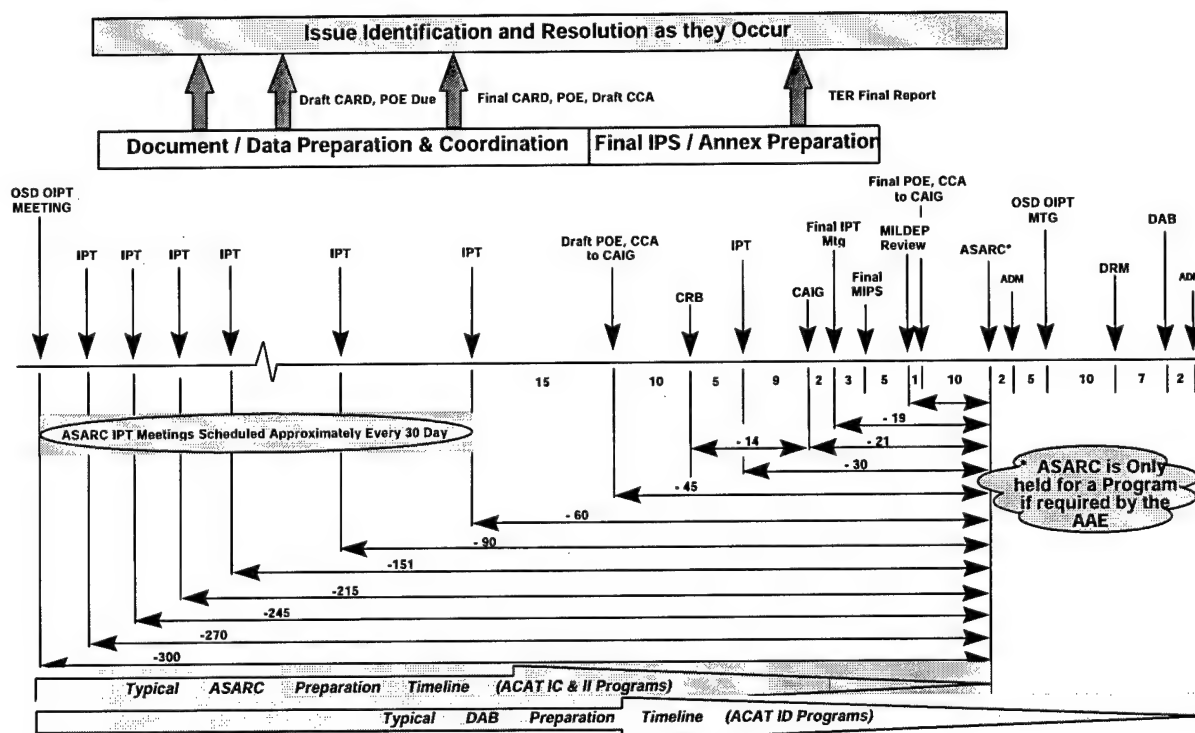 Issue Identification and Resolution as they Occur
Draft CARD, POE Due
Final CARD, POE, Draft CCA
TER Final Report
Document / Data Preparation & Coordination
Final IPS / Annex Preparation
OSD OIPT
MEETING
IPT
IPT
IPT
IPT
IPT
IPT
Draft POE, CCA
to CAIG
CRB
IPT
CAIG
Final IPT
Mtg
Final
MIPS
MILDEP
Review
Final POE, CCA
to CAIG
ASARC*
ADM
OSD OIPT
MTG
DRM
DAB
ADM
15
10
5
9
2
3
5
1
10
2
5
10
7
2
ASARC IPT Meetings Scheduled Approximately Every 30 Day
- 19
- 14
- 21
- 30
- 45
- 60
- 90
-151
-215
-245
-270
-300
* ASARC is Only
held for a Program
if required by the
AAE
Typical ASARC Preparation Timeline (ACAT IC & II Programs)
Typical DAB Preparation Timeline (ACAT ID Programs)